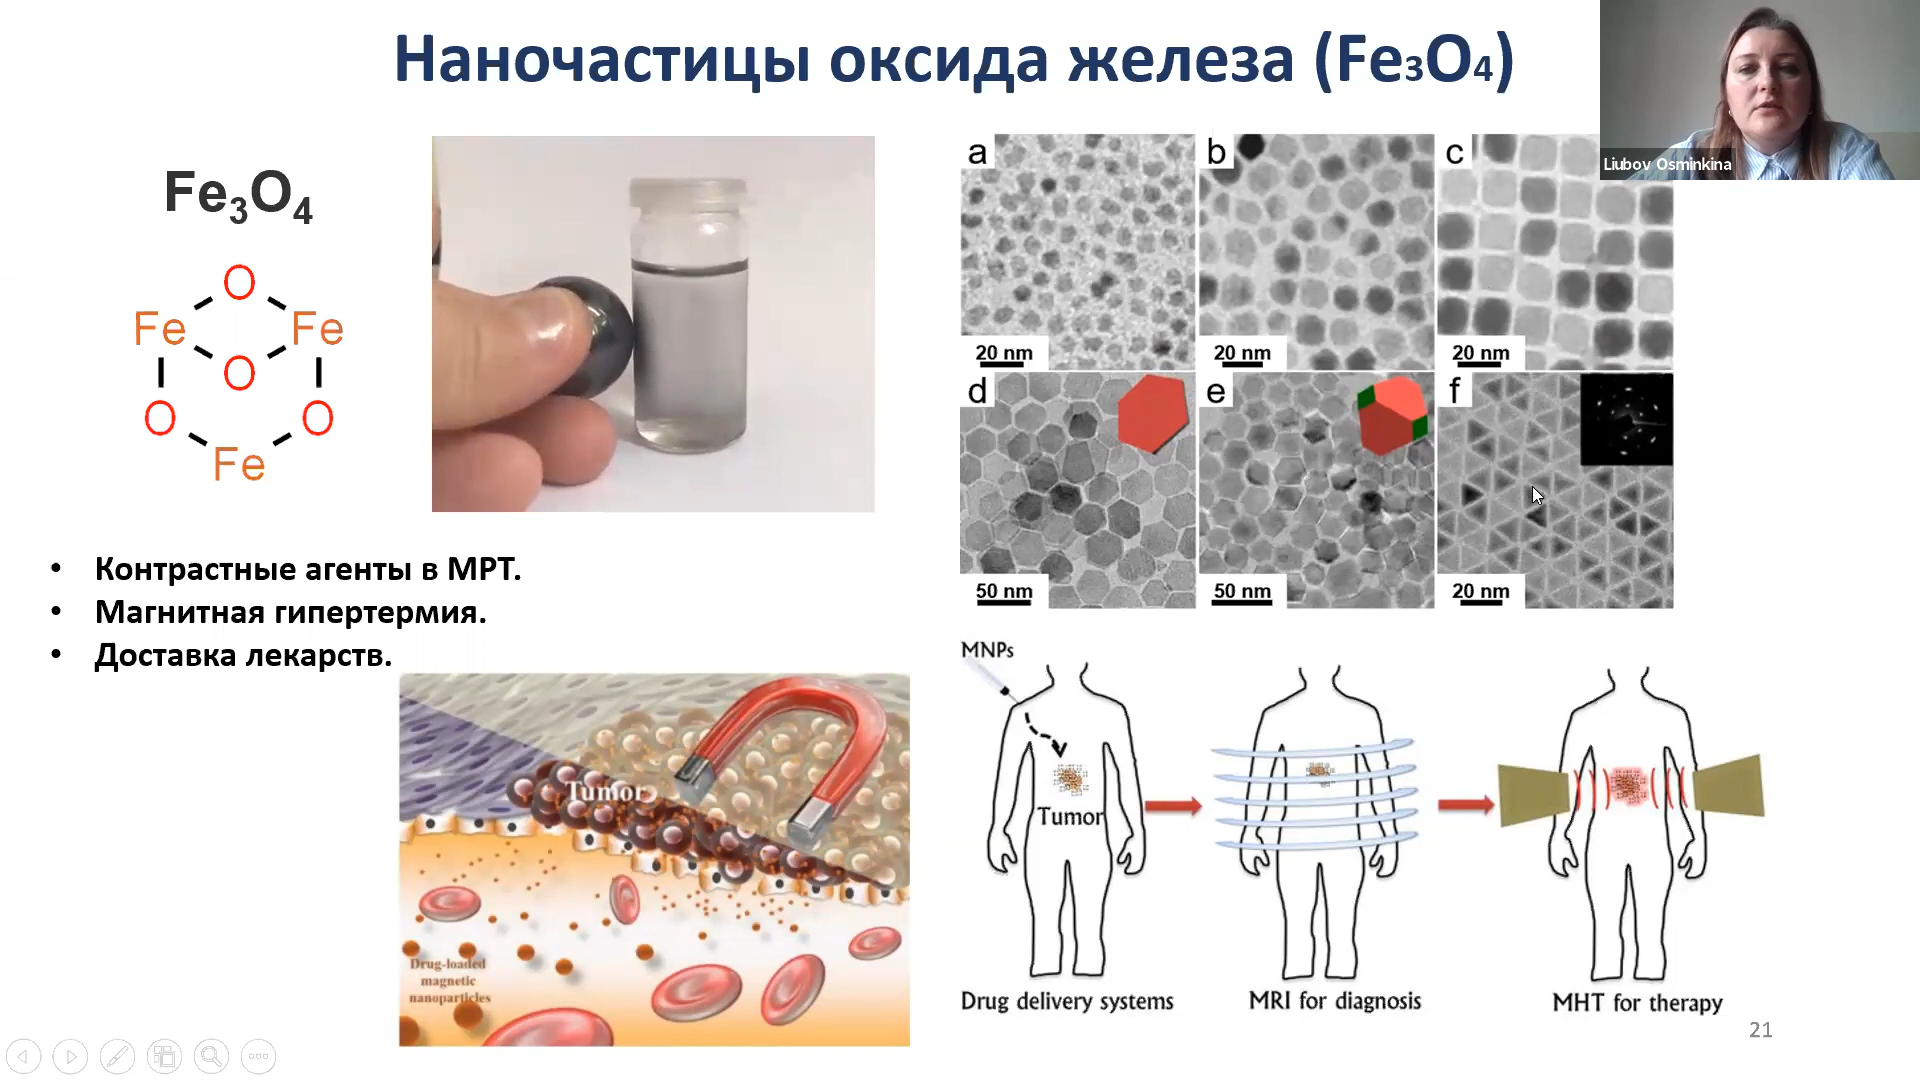 Наночастицы оксида железа (Fe₃O₄)
Liubov Osminkina
Fe₃O₄
O
Fe Fe
O
O O
Fe
a
20 nm
b
20 nm
c
20 nm
d
50 nm
e
50 nm
f
20 nm
• Контрастные агенты в МРТ.
• Магнитная гипертермия.
• Доставка лекарств.
Tumor
Drug-loaded
magnetic
nanoparticles
MNPs
Tumor
Drug delivery systems
MRI for diagnosis
MHT for therapy
21